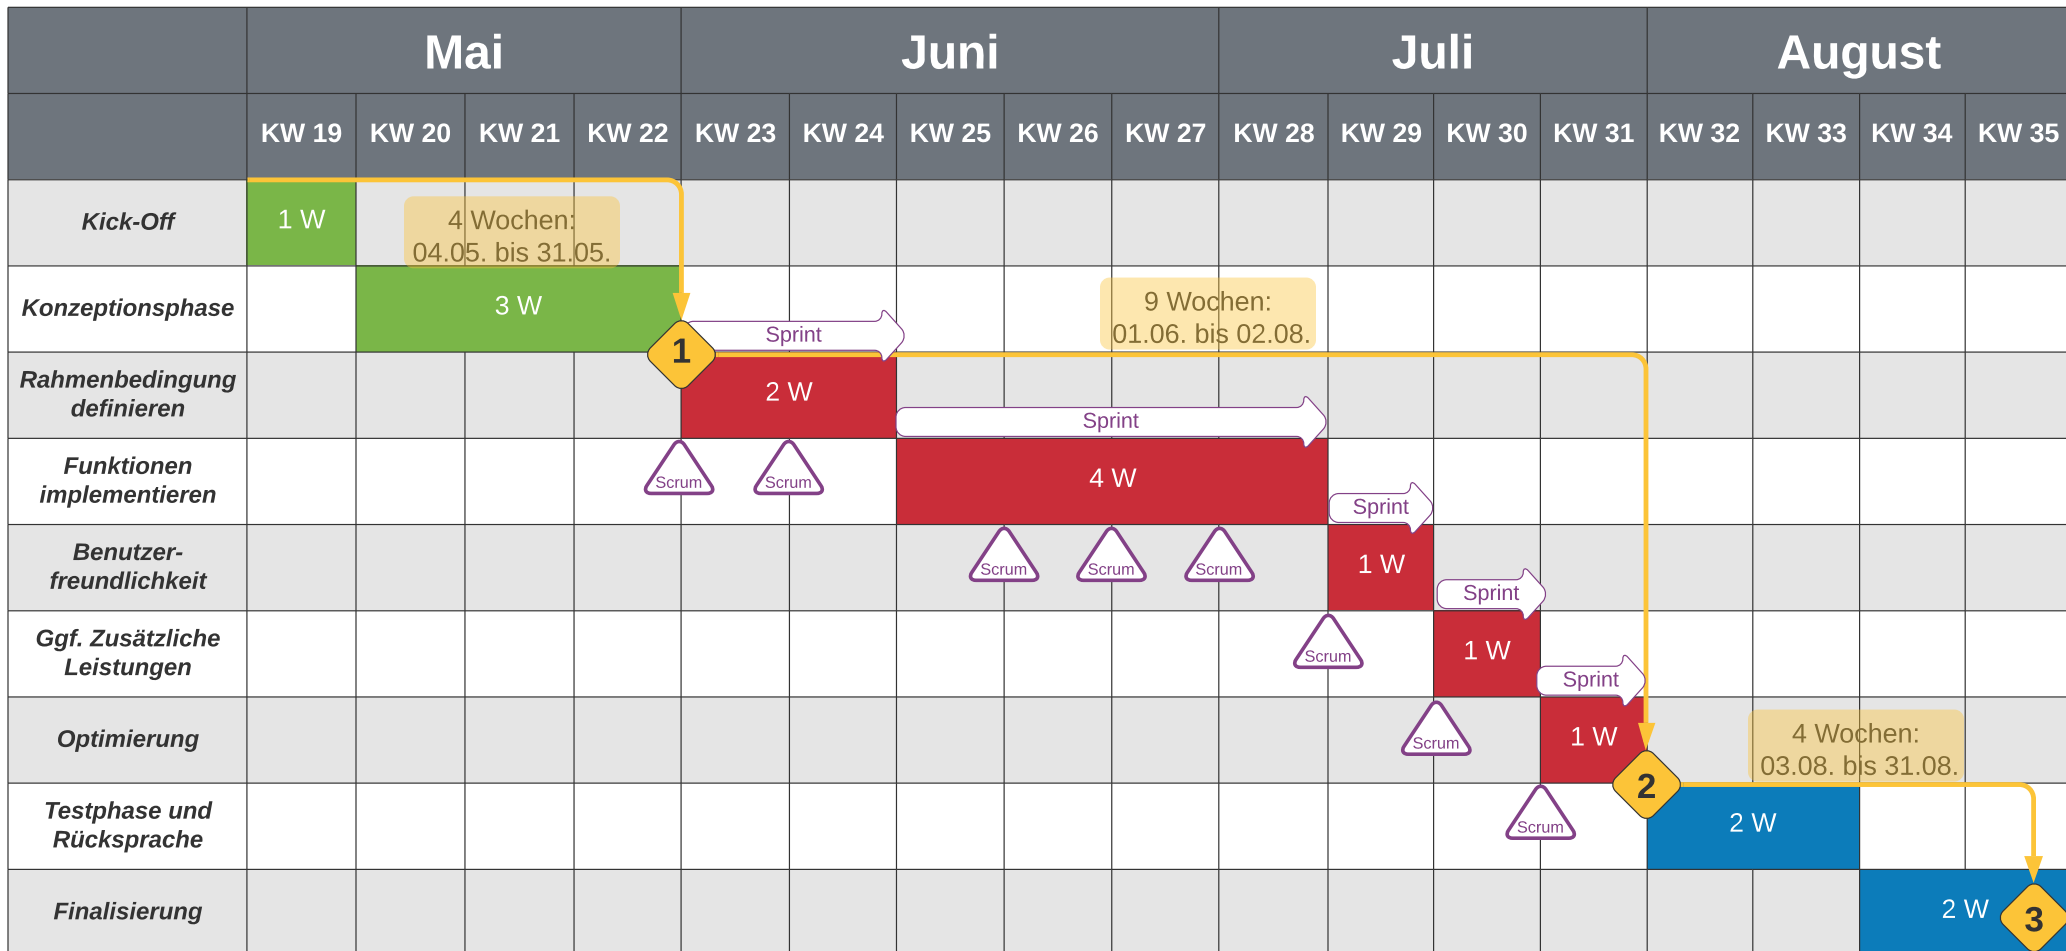 Mai Juni Juli August
KW 19 KW 20 KW 21 KW 22 KW 23 KW 24 KW 25 KW 26 KW 27 KW 28 KW 29 KW 30 KW 31 KW 32 KW 33 KW 34 KW 35
Kick-Off
1 W
4 Wochen:
04.05. bis 31.05.
Konzeptionsphase
3 W
9 Wochen:
01.06. bis 02.08.
Sprint
1
Rahmenbedingung
definieren
2 W
Sprint
Funktionen
implementieren
Scrum Scrum
4 W
Sprint
Benutzer-
freundlichkeit
Scrum Scrum Scrum
1 W
Sprint
Ggf. Zusätzliche
Leistungen
Scrum
1 W
Sprint
Optimierung
Scrum
1 W
4 Wochen:
03.08. bis 31.08.
2
Testphase und
Rücksprache
Scrum
2 W
Finalisierung
2 W
3